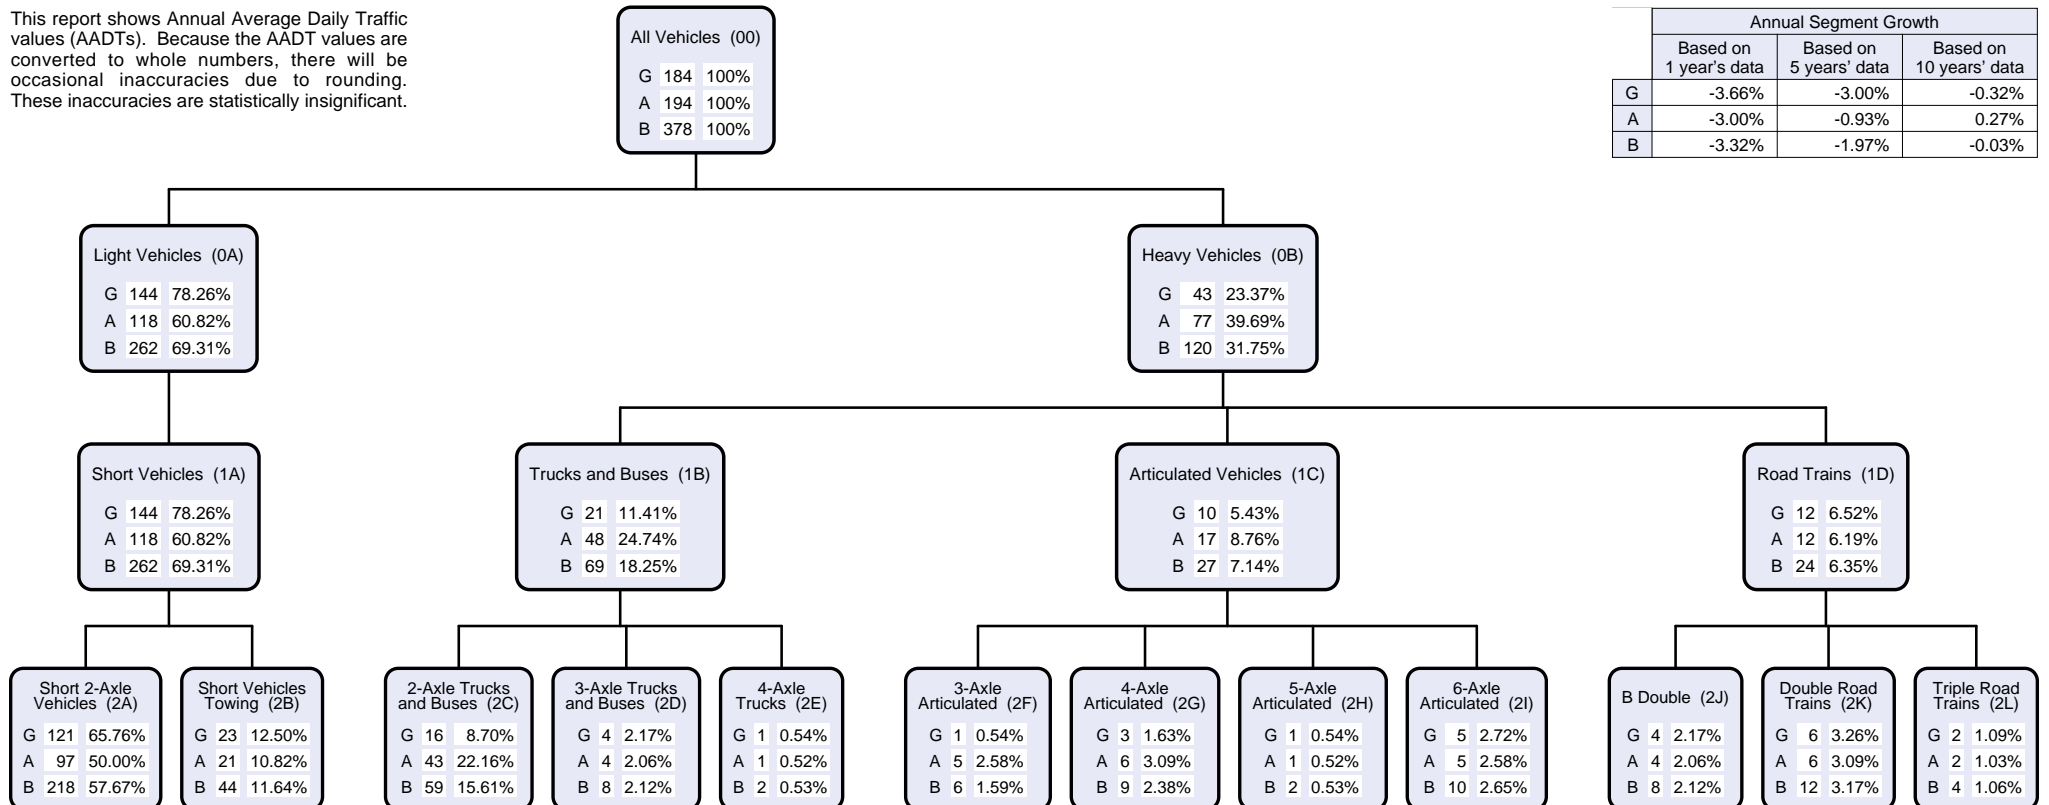 This report shows Annual Average Daily Traffic
values (AADTs). Because the AADT values are
converted to whole numbers, there will be
occasional inaccuracies due to rounding.
These inaccuracies are statistically insignificant.
All Vehicles (00)
G 184 100%
A 194 100%
B 378 100%
Annual Segment Growth
Based on 1 year's data Based on 5 years' data Based on 10 years' data
G -3.66% -3.00% -0.32%
A -3.00% -0.93% 0.27%
B -3.32% -1.97% -0.03%
Light Vehicles (0A)
G 144 78.26%
A 118 60.82%
B 262 69.31%
Heavy Vehicles (0B)
G 43 23.37%
A 77 39.69%
B 120 31.75%
Short Vehicles (1A)
G 144 78.26%
A 118 60.82%
B 262 69.31%
Trucks and Buses (1B)
G 21 11.41%
A 48 24.74%
B 69 18.25%
Articulated Vehicles (1C)
G 10 5.43%
A 17 8.76%
B 27 7.14%
Road Trains (1D)
G 12 6.52%
A 12 6.19%
B 24 6.35%
Short 2-Axle
Vehicles (2A)
G 121 65.76%
A 97 50.00%
B 218 57.67%
Short Vehicles
Towing (2B)
G 23 12.50%
A 21 10.82%
B 44 11.64%
2-Axle Trucks
and Buses (2C)
G 16 8.70%
A 43 22.16%
B 59 15.61%
3-Axle Trucks
and Buses (2D)
G 4 2.17%
A 4 2.06%
B 8 2.12%
4-Axle
Trucks (2E)
G 1 0.54%
A 1 0.52%
B 2 0.53%
3-Axle
Articulated (2F)
G 1 0.54%
A 5 2.58%
B 6 1.59%
4-Axle
Articulated (2G)
G 3 1.63%
A 6 3.09%
B 9 2.38%
5-Axle
Articulated (2H)
G 1 0.54%
A 1 0.52%
B 2 0.53%
6-Axle
Articulated (2I)
G 5 2.72%
A 5 2.58%
B 10 2.65%
B Double (2J)
G 4 2.17%
A 4 2.06%
B 8 2.12%
Double Road
Trains (2K)
G 6 3.26%
A 6 3.09%
B 12 3.17%
Triple Road
Trains (2L)
G 2 1.09%
A 2 1.03%
B 4 1.06%